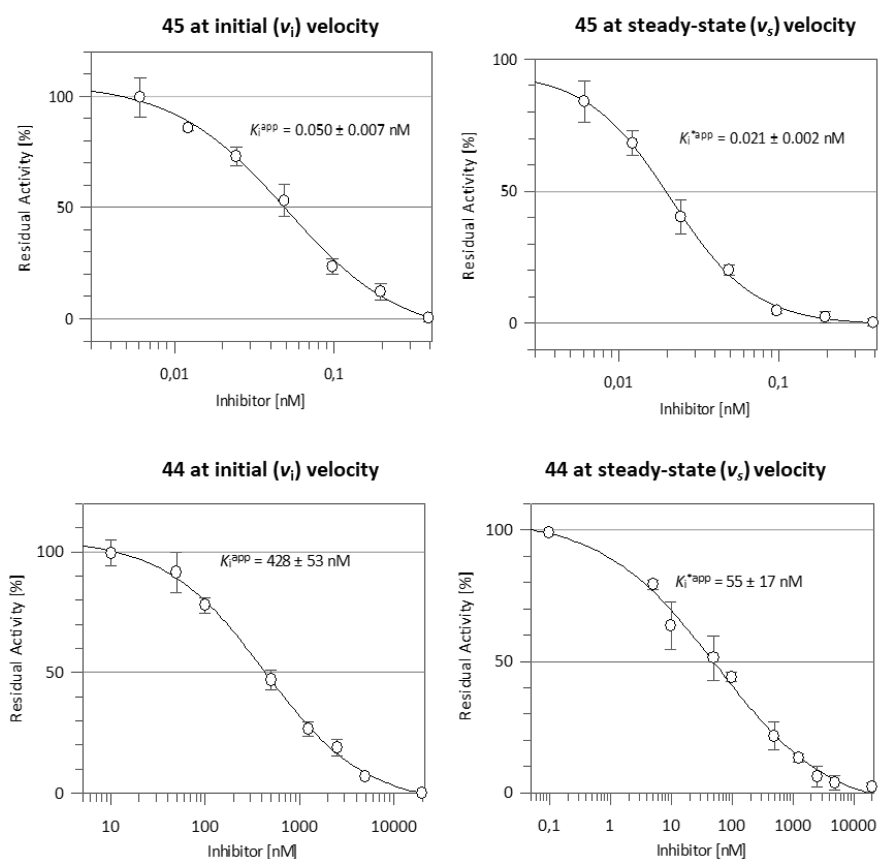 45 at initial (vi) velocity
Residual Activity [%]
100
50
0
Kiapp = 0.050 ± 0.007 nM
0,01
0,1
Inhibitor [nM]
45 at steady-state (vs) velocity
Residual Activity [%]
100
50
0
Ki*app = 0.021 ± 0.002 nM
0,01
0,1
Inhibitor [nM]
44 at initial (vi) velocity
Residual Activity [%]
100
50
0
Kiapp = 428 ± 53 nM
10
100
1000
10000
Inhibitor [nM]
44 at steady-state (vs) velocity
Residual Activity [%]
100
50
0
Ki*app = 55 ± 17 nM
0,1
1
10
100
1000
10000
Inhibitor [nM]